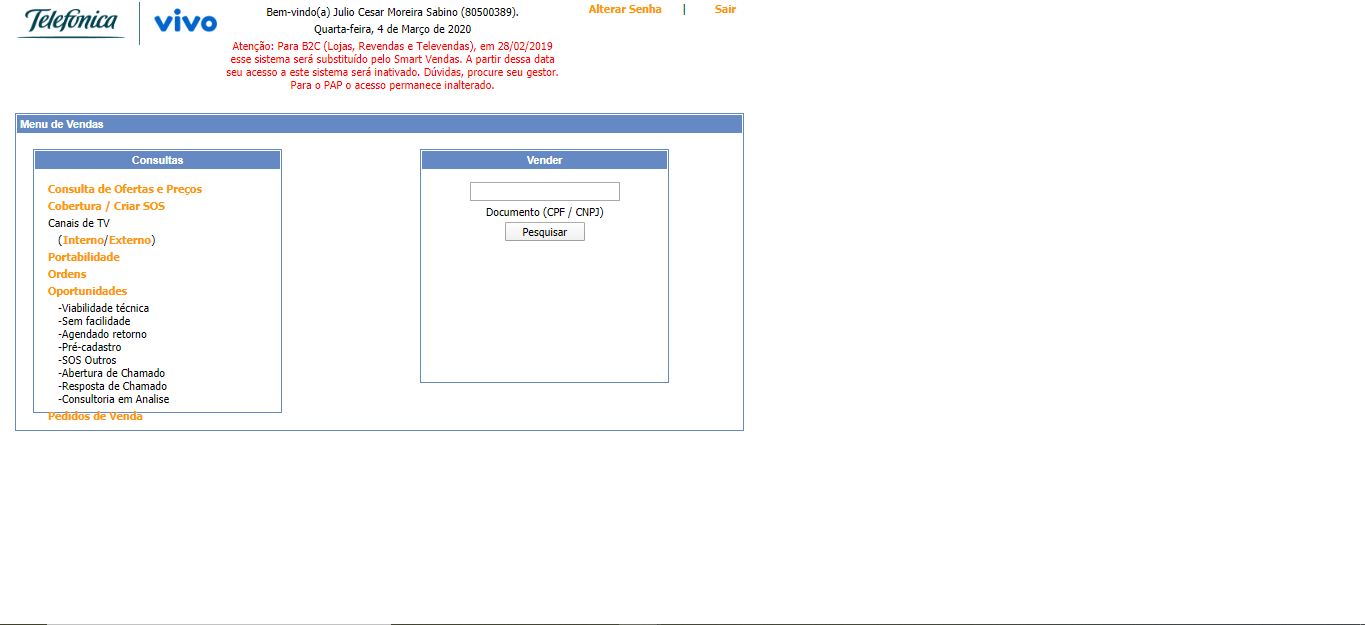 Telefónica
vivo
Bem-vindo(a) Julio Cesar Moreira Sabino (80500389).
Quarta-feira, 4 de Março de 2020
Atenção: Para B2C (Lojas, Revendas e Televendas), em 28/02/2019
esse sistema será substituído pelo Smart Vendas. A partir dessa data
seu acesso a este sistema será inativado. Dúvidas, procure seu gestor.
Para o PAP o acesso permanece inalterado.
Alterar Senha | Sair
Menu de Vendas
Consultas
Consulta de Ofertas e Preços
Cobertura / Criar SOS
Canais de TV
(Interno/Externo)
Portabilidade
Ordens
Oportunidades
-Viabilidade técnica
-Sem facilidade
-Agendado retorno
-Pré-cadastro
-SOS Outros
-Abertura de Chamado
-Resposta de Chamado
-Consultoria em Analise
Pedidos de Venda
Vender
Documento (CPF / CNPJ)
Pesquisar